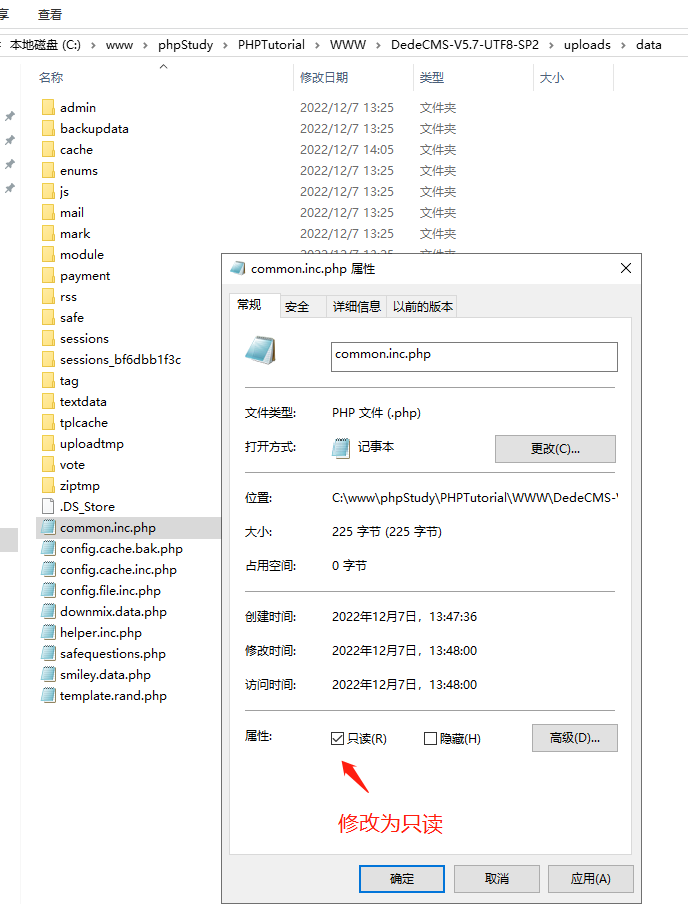 享 查看
本地磁盘 (C:) › www › phpStudy › PHPTutorial › WWW › DedeCMS-V5.7-UTF8-SP2 › uploads › data
名称 修改日期 类型 大小
admin 2022/12/7 13:25 文件夹
backupdata 2022/12/7 13:25 文件夹
cache 2022/12/7 14:05 文件夹
enums 2022/12/7 13:25 文件夹
js 2022/12/7 13:25 文件夹
mail 2022/12/7 13:25 文件夹
mark 2022/12/7 13:25 文件夹
module
payment
rss
safe
sessions
sessions_bf6dbb1f3c
tag
textdata
tplcache
uploadtmp
vote
ziptmp
.DS_Store
common.inc.php
config.cache.bak.php
config.cache.inc.php
config.file.inc.php
downmix.data.php
helper.inc.php
safequestions.php
smiley.data.php
template.rand.php
common.inc.php 属性
常规 安全 详细信息 以前的版本
common.inc.php
文件类型: PHP 文件 (.php)
打开方式: 记事本 更改(C)...
位置: C:\www\phpStudy\PHPTutorial\WWW\DedeCMS-
大小: 225 字节 (225 字节)
占用空间: 0 字节
创建时间: 2022年12月7日，13:47:36
修改时间: 2022年12月7日，13:48:00
访问时间: 2022年12月7日，13:48:00
属性: 只读(R) 隐藏(H) 高级(D)...
修改为只读
确定 取消 应用(A)